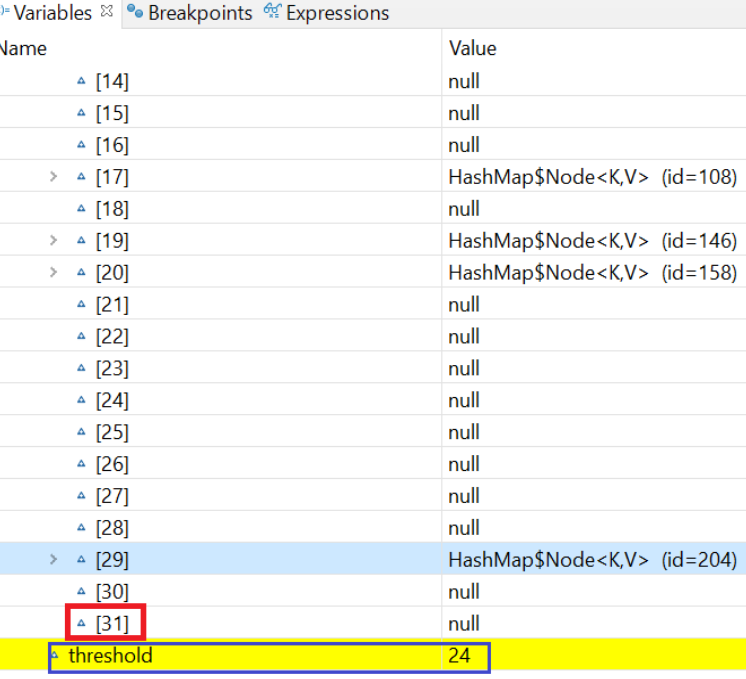 Variables Breakpoints Expressions
Name Value
[14] null
[15] null
[16] null
[17] HashMap$Node<K,V> (id=108)
[18] null
[19] HashMap$Node<K,V> (id=146)
[20] HashMap$Node<K,V> (id=158)
[21] null
[22] null
[23] null
[24] null
[25] null
[26] null
[27] null
[28] null
[29] HashMap$Node<K,V> (id=204)
[30] null
[31] null
threshold 24